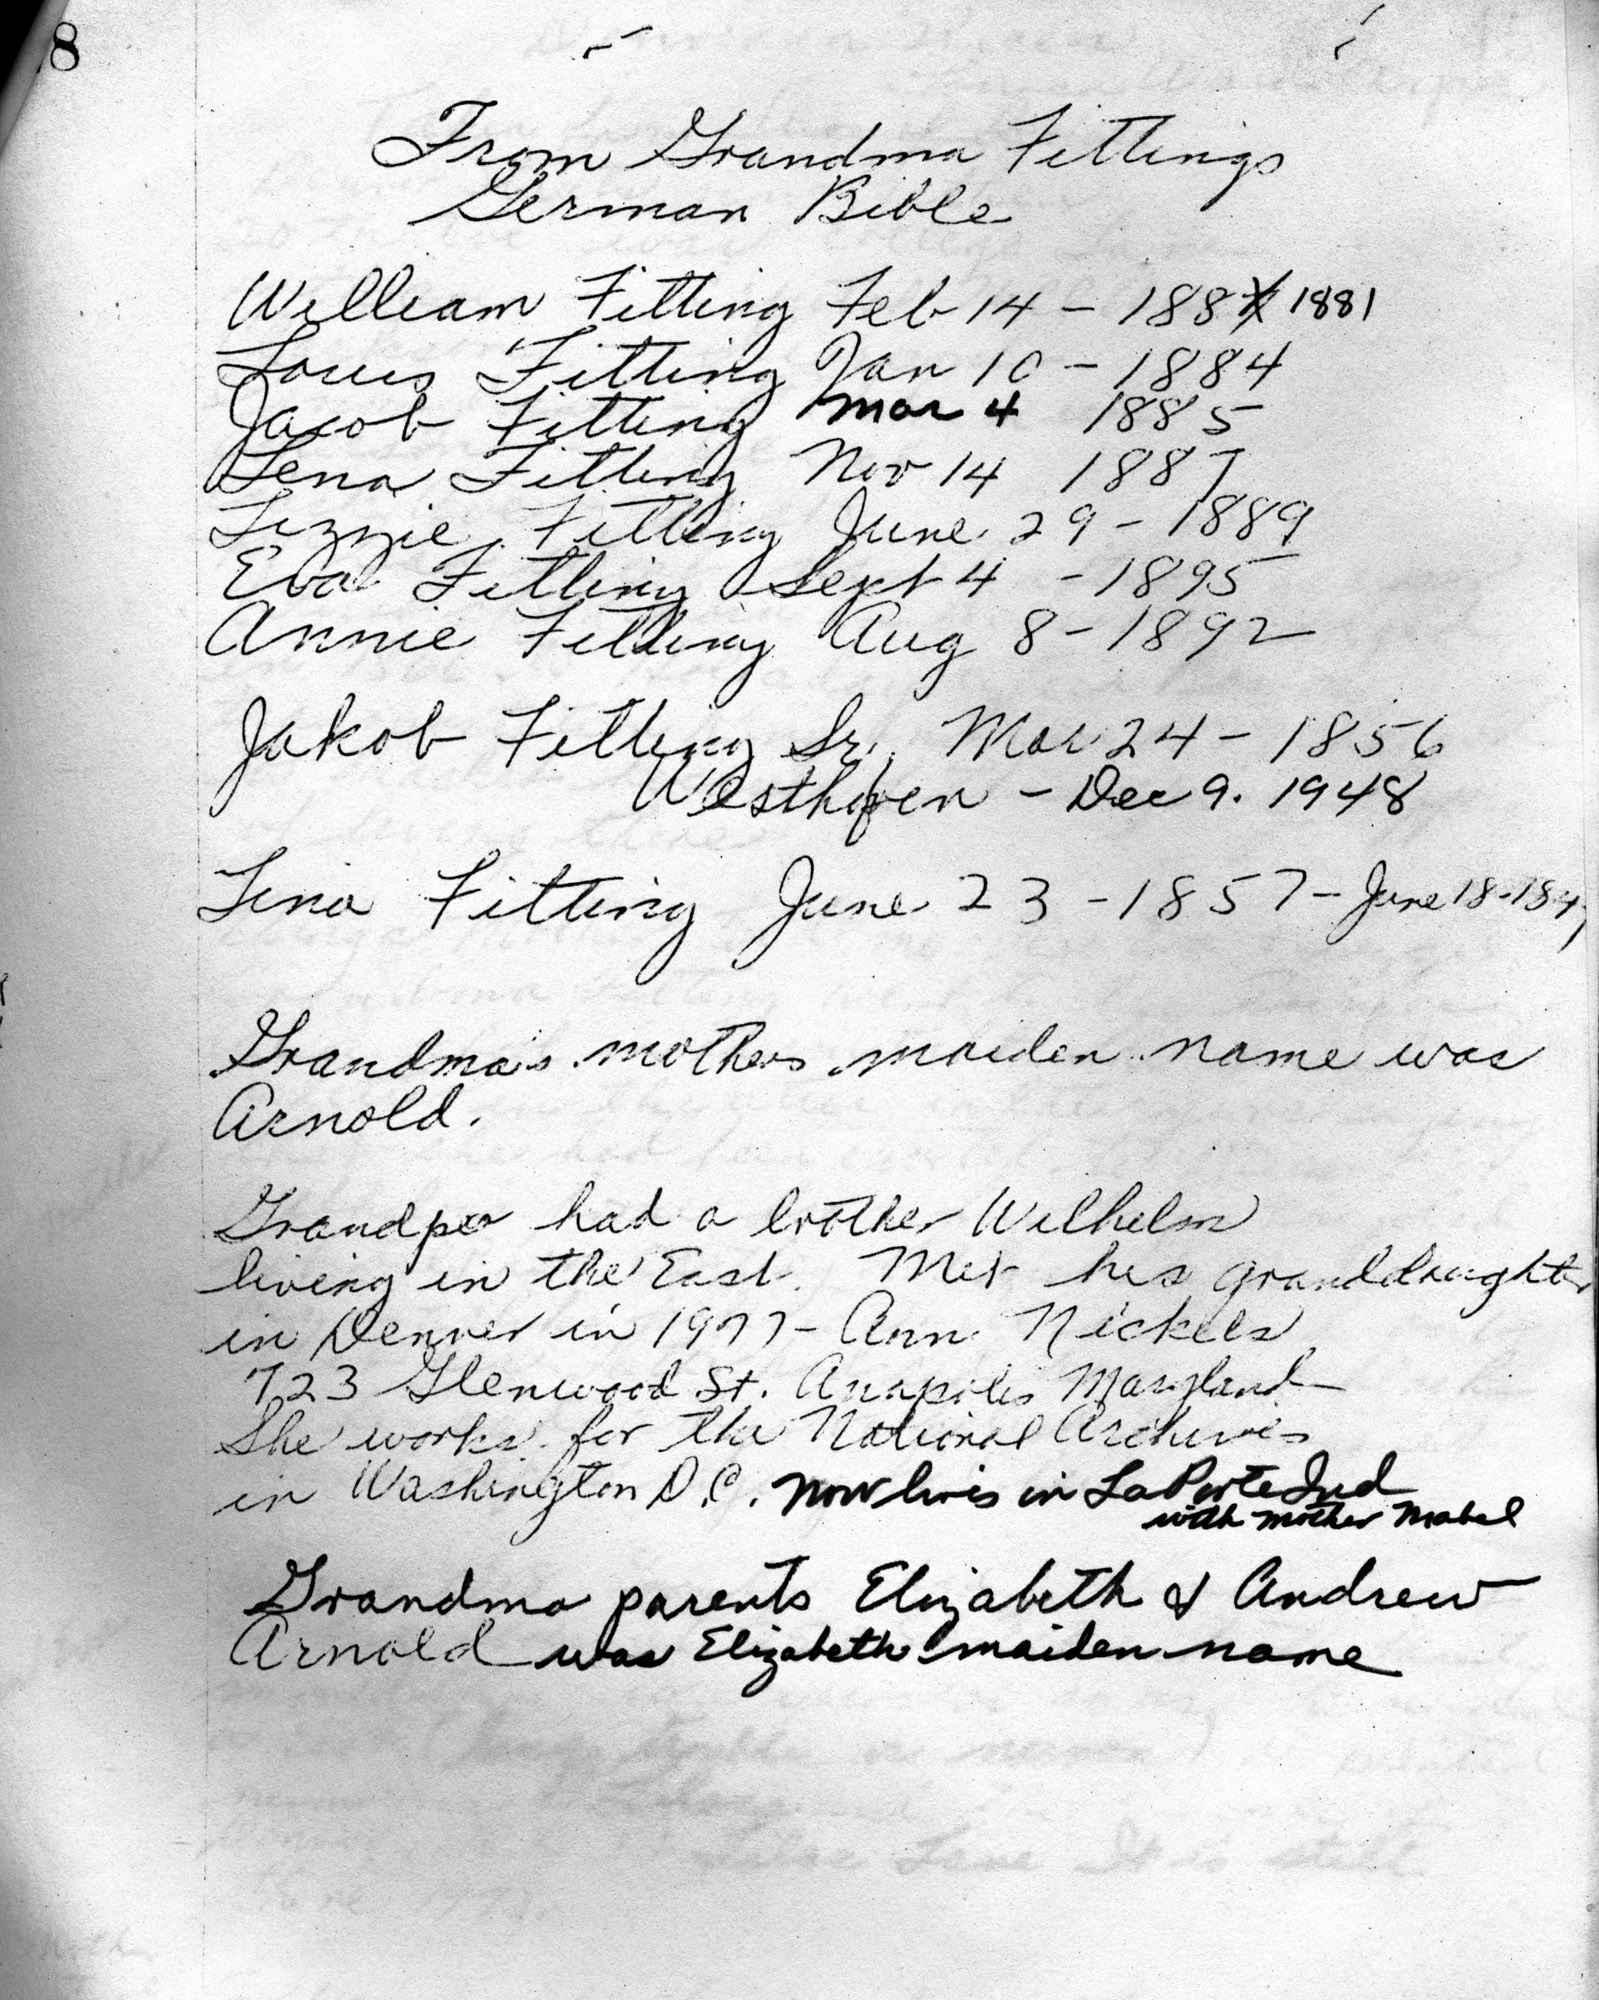 8
From Grandma Fittings
German Bible
William Fitting Feb 14 - 188 1881
Louis Fitting Jan 10 - 1884
Jacob Fitting Mar 4 1885
Lena Fitting Nov 14 1887
Lizzie Fitting June 29 - 1889
Eva Fitting Sept 4 - 1895
Annie Fitting Aug 8 - 1892
Jakob Fitting Sr. Mar 24 - 1856
Westhofen - Dec 9. 1948
Lena Fitting June 23 - 1857 - June 18 -
Grandma's mothers maiden name was
Arnold.
Grandpa had a brother Wilhelm
living in the East. Met his granddaughter
in Denver in 1977 - Ann Nickels
723 Glenwood St. Anapolis Maryland
She works for the National Archives
in Washington D.C. Now lives in LaPorte Ind
with mother Mabel
Grandma parents Elizabeth & Andrew
Arnold was Elizabeth maiden name